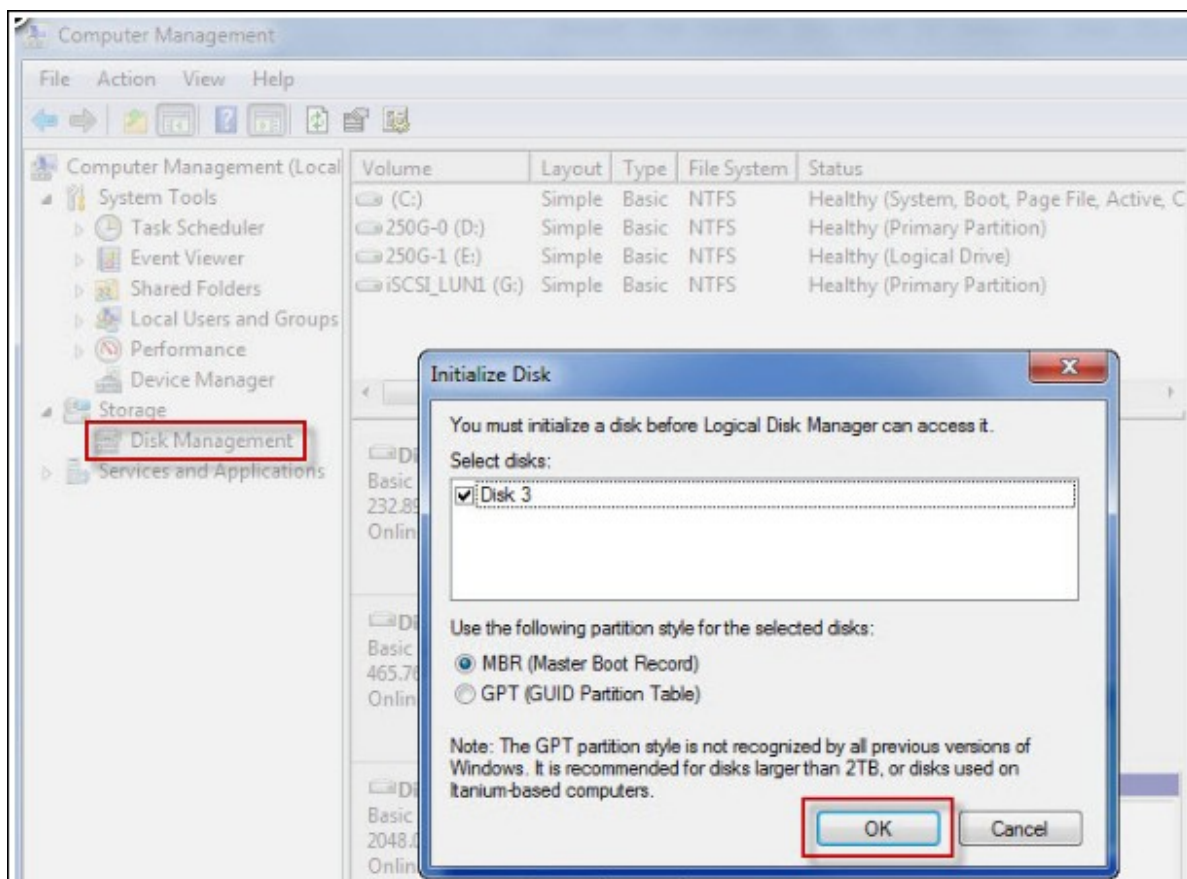 Computer Management
File Action View Help
Computer Management (Local
System Tools
Task Scheduler
Event Viewer
Shared Folders
Local Users and Groups
Performance
Device Manager
Storage
Disk Management
Services and Applications
Volume Layout Type File System Status
(C:) Simple Basic NTFS Healthy (System, Boot, Page File, Active, C
250G-0 (D:) Simple Basic NTFS Healthy (Primary Partition)
250G-1 (E:) Simple Basic NTFS Healthy (Logical Drive)
iSCSI_LUN1 (G:) Simple Basic NTFS Healthy (Primary Partition)
Di
Basic
232.89
Onlin
Di
Basic
465.76
Onlin
Di
Basic
2048.0
Onlin
Initialize Disk
You must initialize a disk before Logical Disk Manager can access it.
Select disks:
Disk 3
Use the following partition style for the selected disks:
MBR (Master Boot Record)
GPT (GUID Partition Table)
Note: The GPT partition style is not recognized by all previous versions of
Windows. It is recommended for disks larger than 2TB, or disks used on
Itanium-based computers.
OK Cancel